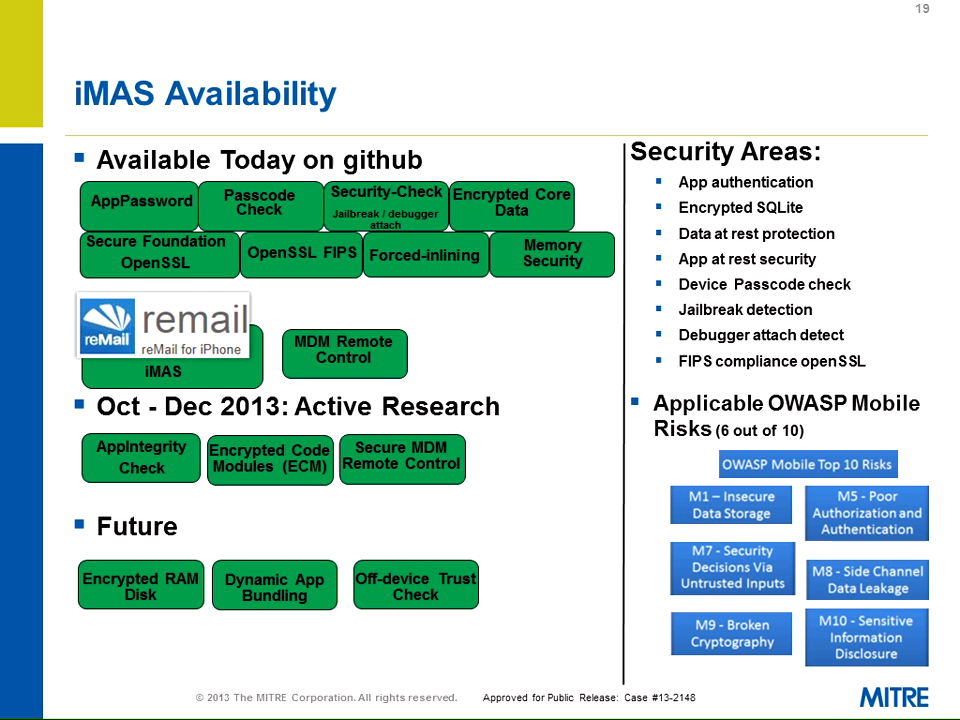 19
iMAS Availability
Available Today on github
AppPassword
Passcode
Check
Security-Check
Jailbreak / debugger
attach
Encrypted Core
Data
Secure Foundation
OpenSSL
OpenSSL FIPS
Forced-inlining
Memory
Security
reMail
remail
reMail for iPhone
iMAS
MDM Remote
Control
Oct - Dec 2013: Active Research
AppIntegrity
Check
Encrypted Code
Modules (ECM)
Secure MDM
Remote Control
Future
Encrypted RAM
Disk
Dynamic App
Bundling
Off-device Trust
Check
Security Areas:
App authentication
Encrypted SQLite
Data at rest protection
App at rest security
Device Passcode check
Jailbreak detection
Debugger attach detect
FIPS compliance openSSL
Applicable OWASP Mobile
Risks (6 out of 10)
OWASP Mobile Top 10 Risks
M1 – Insecure
Data Storage
M5 - Poor
Authorization and
Authentication
M7 - Security
Decisions Via
Untrusted Inputs
M8 - Side Channel
Data Leakage
M9 - Broken
Cryptography
M10 - Sensitive
Information
Disclosure
© 2013 The MITRE Corporation. All rights reserved.
Approved for Public Release: Case #13-2148
MITRE